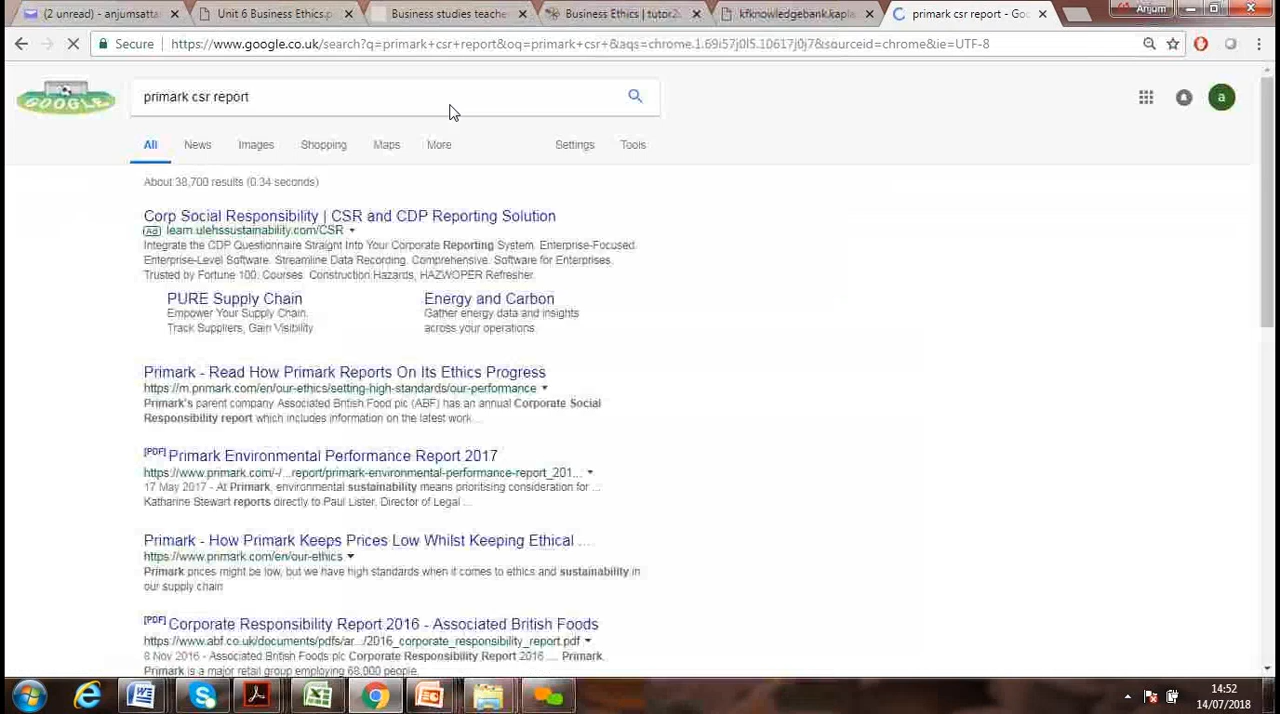 (2 unread) - anjumsatta
Unit 6 Business Ethics.p
Business studies teache
Business Ethics | tutor2
kfknowledgebank.kapla
primark csr report - Goo
Anjum
Secure
https://www.google.co.uk/search?q=primark+csr+report&oq=primark+csr+&aqs=chrome.1.69i57j0l5.10617j0j7&sourceid=chrome&ie=UTF-8
GOOGLE
primark csr report
a
All News Images Shopping Maps More Settings Tools
About 38,700 results (0.34 seconds)
Corp Social Responsibility | CSR and CDP Reporting Solution
Ad learn.ulehssustainability.com/CSR
Integrate the CDP Questionnaire Straight Into Your Corporate Reporting System. Enterprise-Focused.
Enterprise-Level Software. Streamline Data Recording. Comprehensive. Software for Enterprises.
Trusted by Fortune 100. Courses. Construction Hazards, HAZWOPER Refresher.
PURE Supply Chain
Empower Your Supply Chain.
Track Suppliers, Gain Visibility
Energy and Carbon
Gather energy data and insights
across your operations.
Primark - Read How Primark Reports On Its Ethics Progress
https://m.primark.com/en/our-ethics/setting-high-standards/our-performance
Primark's parent company Associated British Food plc (ABF) has an annual Corporate Social
Responsibility report which includes information on the latest work ...
[PDF] Primark Environmental Performance Report 2017
https://www.primark.com/-/...report/primark-environmental-performance-report_201...
17 May 2017 - At Primark, environmental sustainability means prioritising consideration for ...
Katharine Stewart reports directly to Paul Lister, Director of Legal ...
Primark - How Primark Keeps Prices Low Whilst Keeping Ethical ...
https://www.primark.com/en/our-ethics
Primark prices might be low, but we have high standards when it comes to ethics and sustainability in
our supply chain
[PDF] Corporate Responsibility Report 2016 - Associated British Foods
https://www.abf.co.uk/documents/pdfs/ar.../2016_corporate_responsibility_report.pdf
8 Nov 2016 - Associated British Foods plc Corporate Responsibility Report 2016 .... Primark.
Primark is a major retail group employing 68,000 people.
14:52
14/07/2018